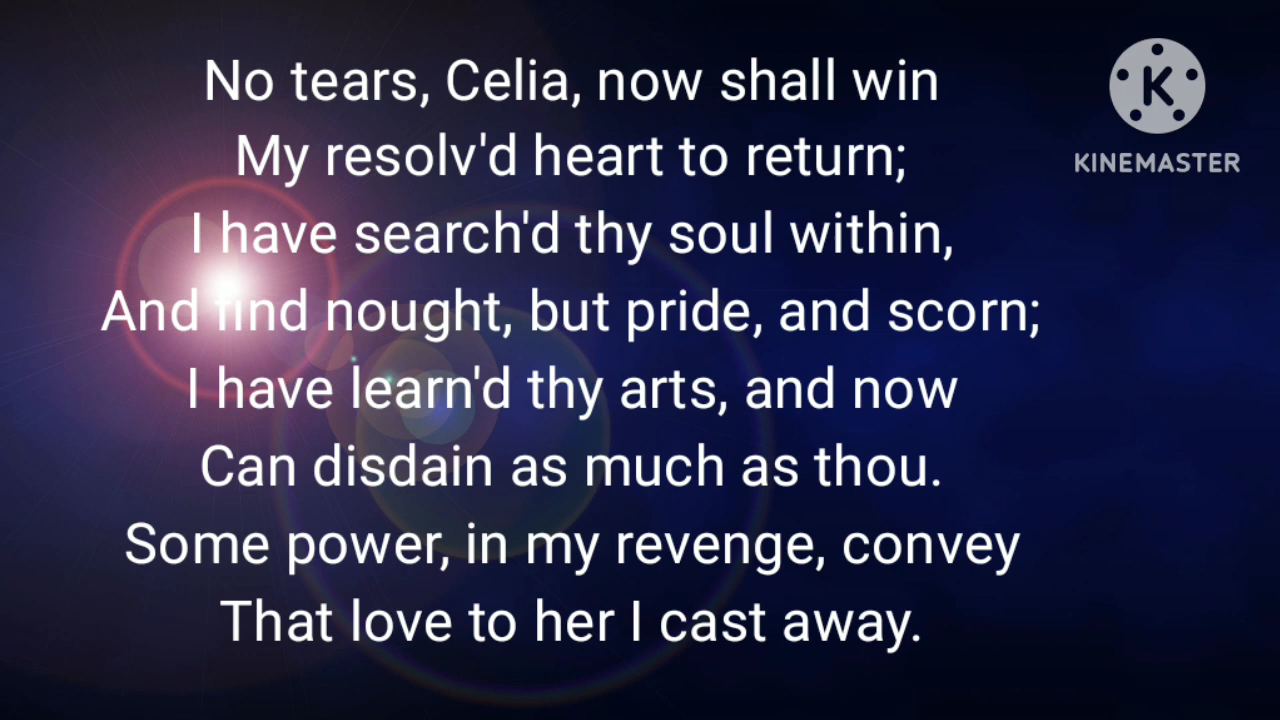 No tears, Celia, now shall win
My resolv'd heart to return;
I have search'd thy soul within,
And find nought, but pride, and scorn;
I have learn'd thy arts, and now
Can disdain as much as thou.
Some power, in my revenge, convey
That love to her I cast away.
K
KINEMASTER